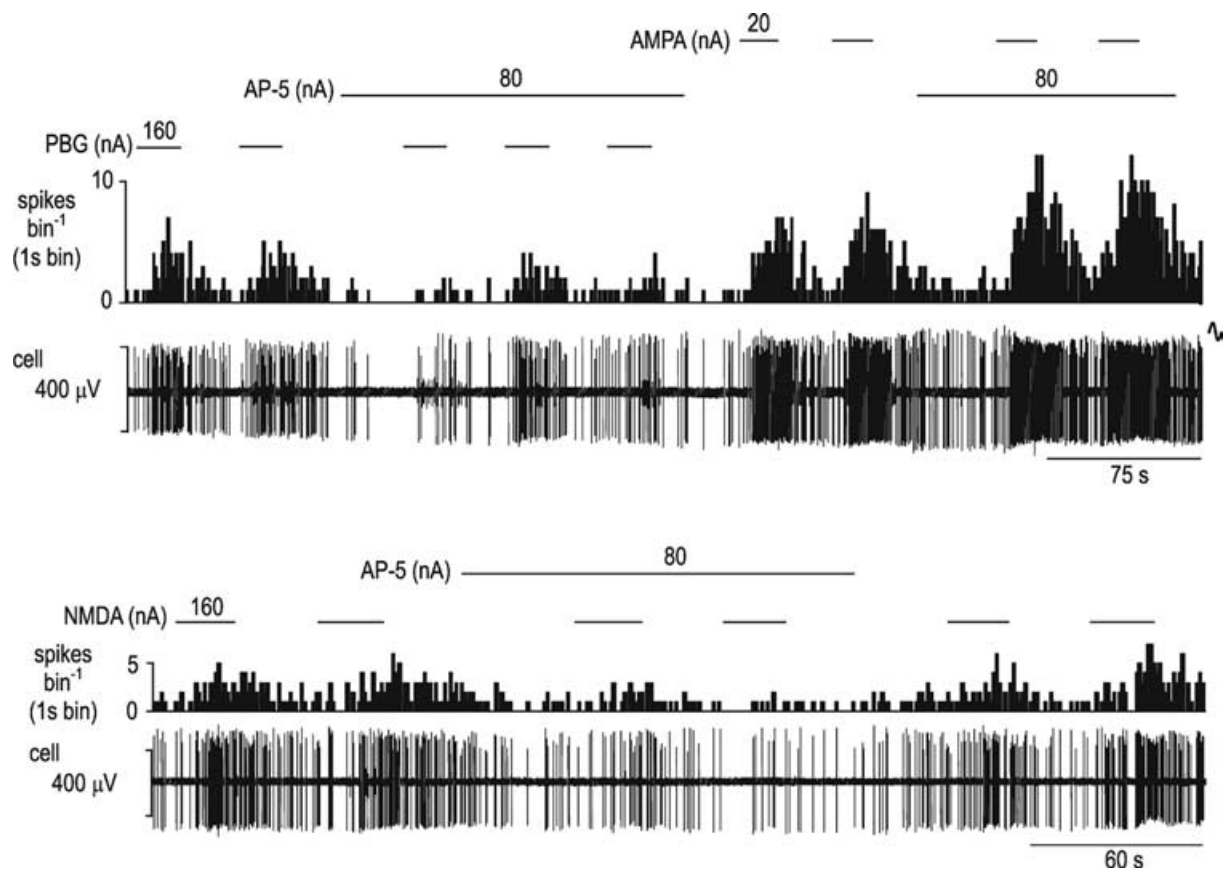 AMPA (nA) 20
AP-5 (nA) 80 80
PBG (nA) 160
10
spikes
bin-1
(1s bin)
0
cell
400 μV
75 s
AP-5 (nA) 80
NMDA (nA) 160
spikes
bin-1
(1s bin)
5
0
cell
400 μV
60 s